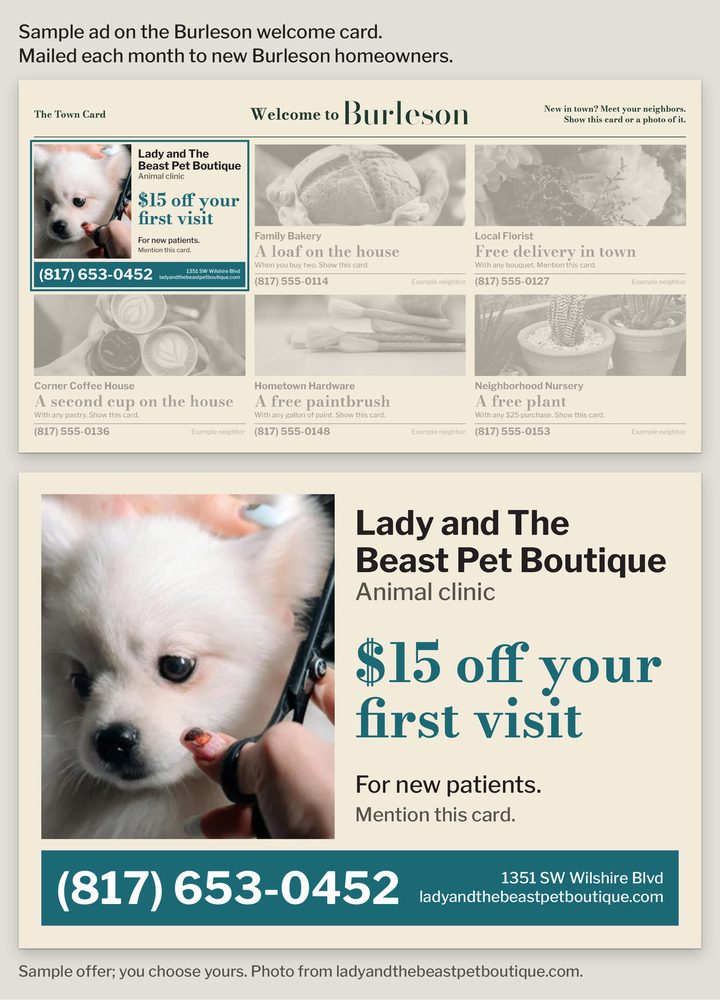 Sample ad on the Burleson welcome card.
Mailed each month to new Burleson homeowners.
The Town Card
Welcome to Burleson
New in town? Meet your neighbors.
Show this card or a photo of it.
Lady and The
Beast Pet Boutique
Animal clinic
$15 off your
first visit
For new patients.
Mention this card.
(817) 653-0452
1351 SW Wilshire Blvd
ladyandthebeastpetboutique.com
Family Bakery
A loaf on the house
When you buy two. Show this card.
(817) 555-0114
Example neighbor
Local Florist
Free delivery in town
With any bouquet. Mention this card.
(817) 555-0127
Example neighbor
Corner Coffee House
A second cup on the house
With any pastry. Show this card.
(817) 555-0136
Example neighbor
Hometown Hardware
A free paintbrush
With any gallon of paint. Show this card.
(817) 555-0148
Example neighbor
Neighborhood Nursery
A free plant
With any $25 purchase. Show this card.
(817) 555-0153
Example neighbor
Lady and The
Beast Pet Boutique
Animal clinic
$15 off your
first visit
For new patients.
Mention this card.
(817) 653-0452
1351 SW Wilshire Blvd
ladyandthebeastpetboutique.com
Sample offer; you choose yours. Photo from ladyandthebeastpetboutique.com.